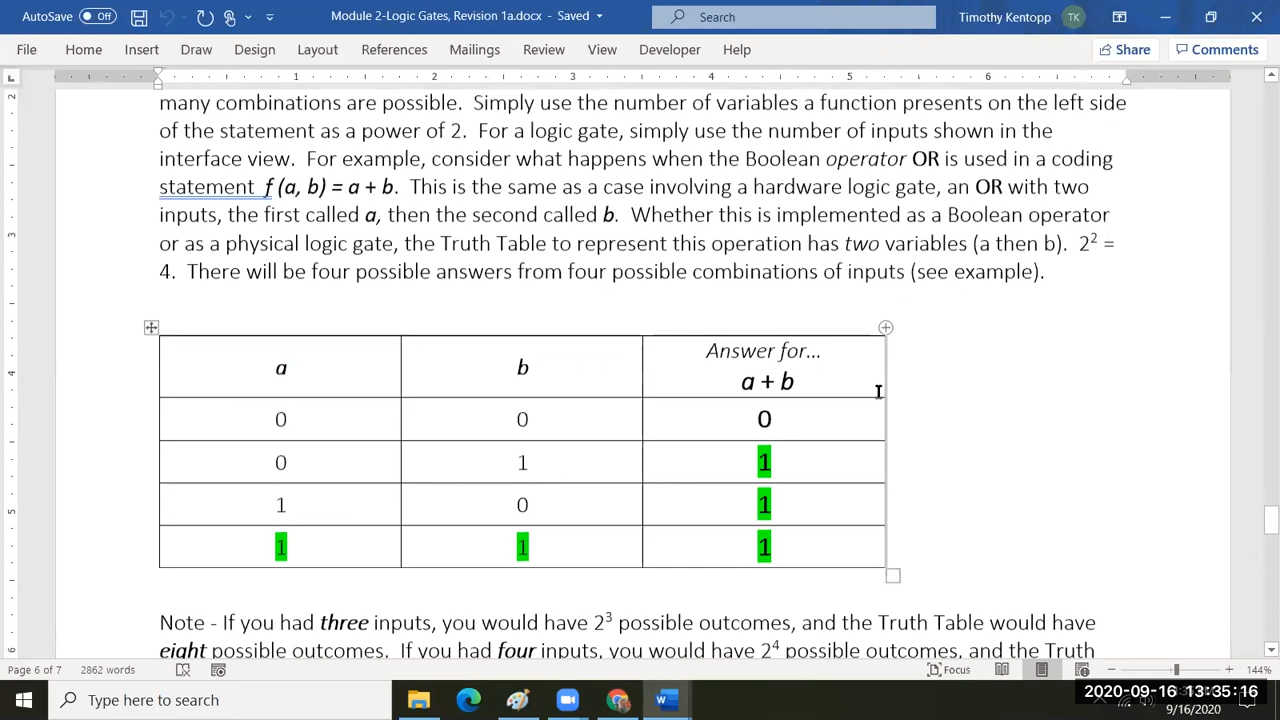 AutoSave Off Module 2-Logic Gates, Revision 1a.docx - Saved Search Timothy Kentopp TK
File Home Insert Draw Design Layout References Mailings Review View Developer Help Share Comments
L 1 2 3 4 5 6
many combinations are possible. Simply use the number of variables a function presents on the left side
of the statement as a power of 2. For a logic gate, simply use the number of inputs shown in the
interface view. For example, consider what happens when the Boolean operator OR is used in a coding
statement f (a, b) = a + b. This is the same as a case involving a hardware logic gate, an OR with two
inputs, the first called a, then the second called b. Whether this is implemented as a Boolean operator
or as a physical logic gate, the Truth Table to represent this operation has two variables (a then b). 2² =
4. There will be four possible answers from four possible combinations of inputs (see example).
a b Answer for...
a + b
0 0 0
0 1 1
1 0 1
1 1 1
Note - If you had three inputs, you would have 2³ possible outcomes, and the Truth Table would have
eight possible outcomes. If you had four inputs, you would have 2⁴ possible outcomes, and the Truth
Page 6 of 7 2862 words Focus 144%
Type here to search 2020-09-16 13:35:16
9/16/2020